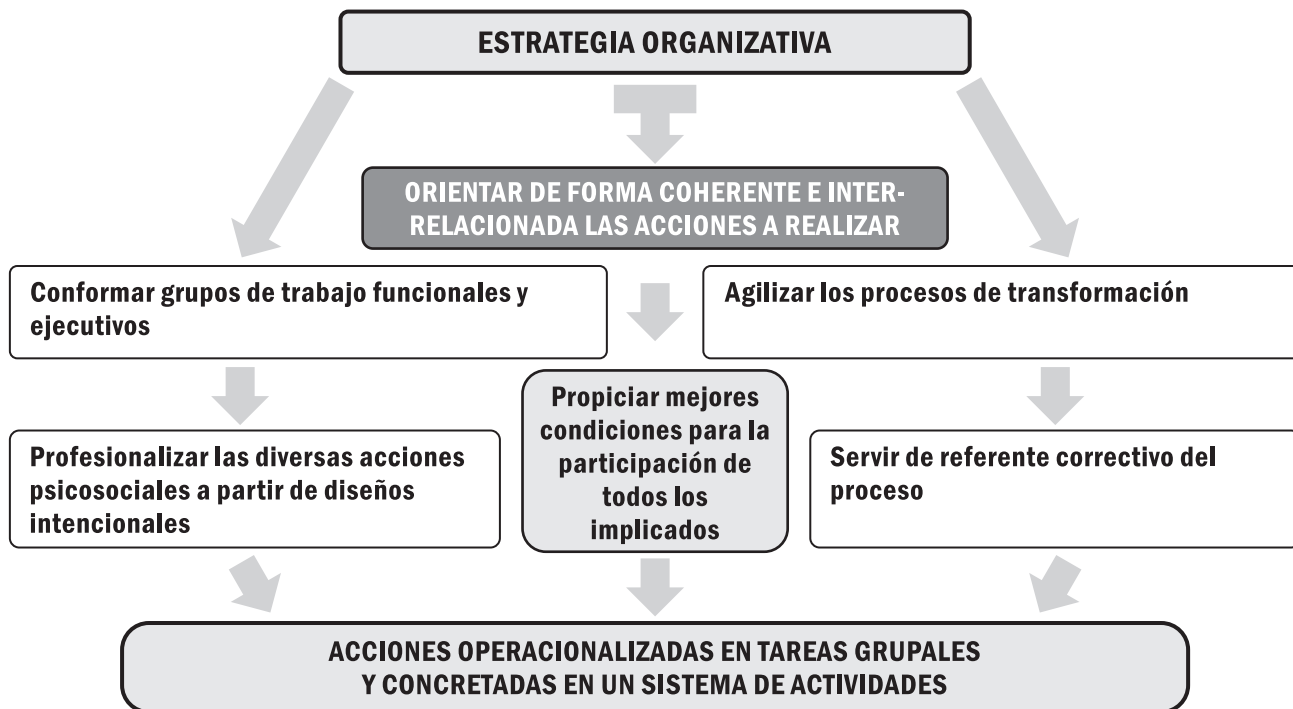 ESTRATEGIA ORGANIZATIVA
ORIENTAR DE FORMA COHERENTE E INTER-
RELACIONADA LAS ACCIONES A REALIZAR
Conformar grupos de trabajo funcionales y
ejecutivos
Agilizar los procesos de transformación
Propiciar mejores
condiciones para la
participación de
todos los
implicados
Profesionalizar las diversas acciones
psicosociales a partir de diseños
intencionales
Servir de referente correctivo del
proceso
ACCIONES OPERACIONALIZADAS EN TAREAS GRUPALES
Y CONCRETADAS EN UN SISTEMA DE ACTIVIDADES